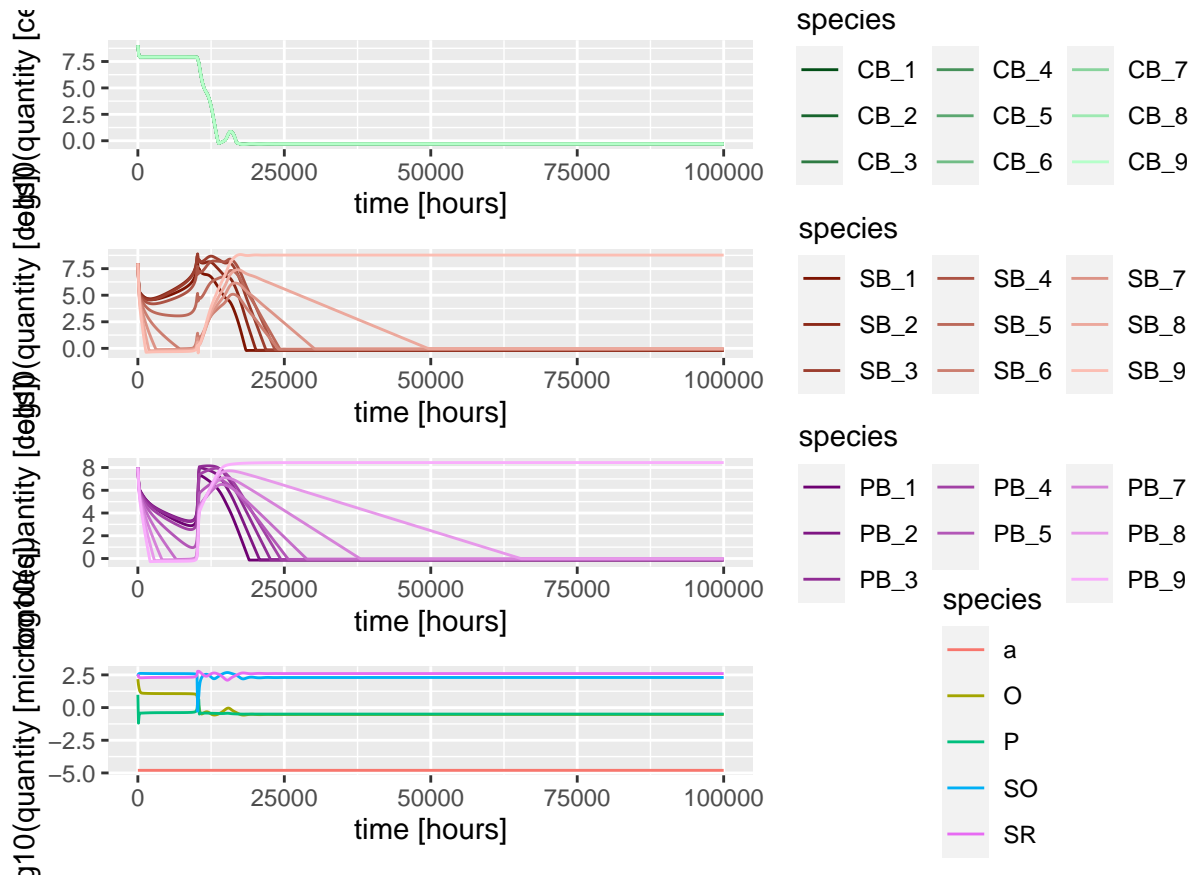 species
CB_1 CB_4 CB_7
CB_2 CB_5 CB_8
CB_3 CB_6 CB_9
7.5
5.0
2.5
0.0
0 25000 50000 75000 100000
time [hours]
species
SB_1 SB_4 SB_7
SB_2 SB_5 SB_8
SB_3 SB_6 SB_9
7.5
5.0
2.5
0.0
0 25000 50000 75000 100000
time [hours]
species
PB_1 PB_4 PB_7
PB_2 PB_5 PB_8
PB_3 PB_9
8
6
4
2
0
0 25000 50000 75000 100000
time [hours]
species
a
O
P
SO
SR
2.5
0.0
−2.5
−5.0
0 25000 50000 75000 100000
time [hours]